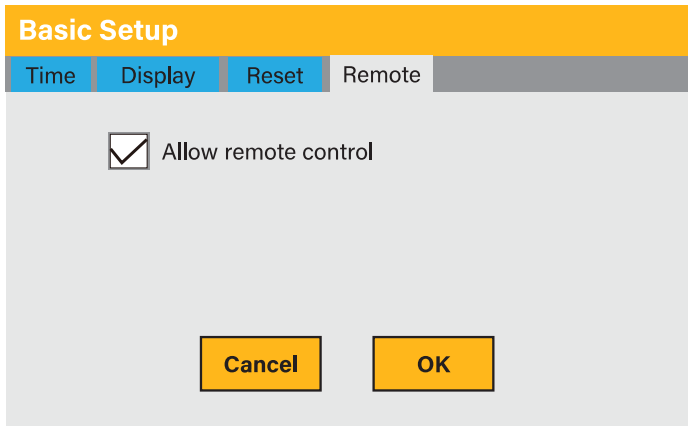 Basic Setup
Time Display Reset Remote
Allow remote control
Cancel OK